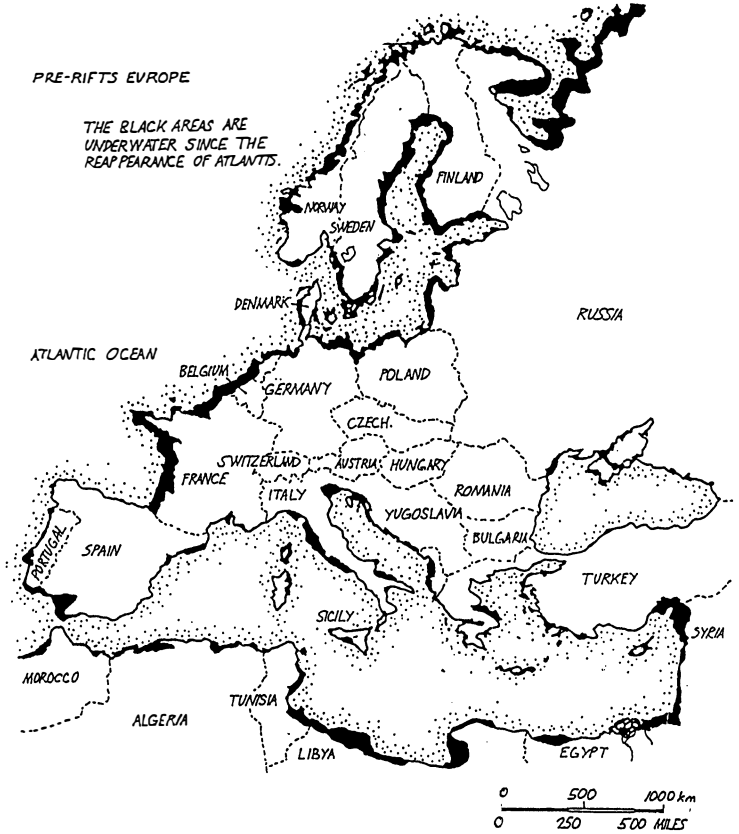 PRE-RIFTS EUROPE
THE BLACK AREAS ARE
UNDERWATER SINCE THE
REAPPEARANCE OF ATLANTIS.
FINLAND
NORWAY
SWEDEN
DENMARK
RUSSIA
ATLANTIC OCEAN
BELGIUM
GERMANY
POLAND
CZECH.
SWITZERLAND
AUSTRIA
HUNGARY
FRANCE
ITALY
ROMANIA
YUGOSLAVIA
BULGARIA
PORTUGAL
SPAIN
TURKEY
SICILY
SYRIA
MOROCCO
TUNISIA
ALGERIA
LIBYA
EGYPT
0 500 1000 km
0 250 500 MILES